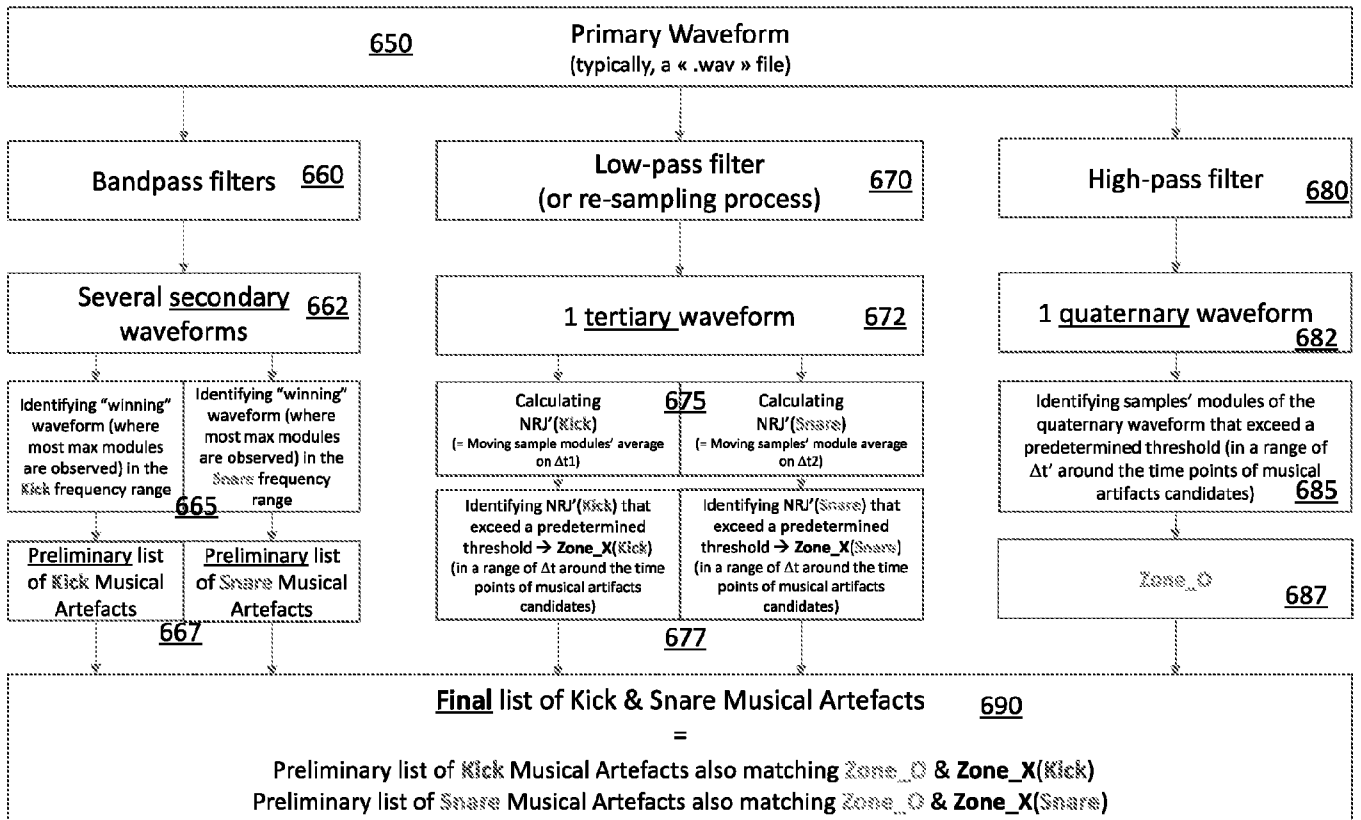 650
Primary Waveform
(typically, a « .wav » file)
Bandpass filters
660
Low-pass filter
(or re-sampling process)
670
High-pass filter
680
Several secondary
waveforms
662
1 tertiary waveform
672
1 quaternary waveform
682
Identifying “winning”
waveform (where
most max modules
are observed) in the
Kick frequency range
Identifying “winning”
waveform (where
most max modules
are observed) in the
Snare frequency
range
665
Calculating
NRJ’(Kick)
(= Moving sample modules’ average
on Δt1)
675
Calculating
NRJ’(Snare)
(= Moving samples’ module average
on Δt2)
Identifying samples’ modules of the
quaternary waveform that exceed a
predetermined threshold (in a range of
Δt’ around the time points of musical
artifacts candidates)
685
Preliminary list
of Kick Musical
Artefacts
Preliminary list
of Snare Musical
Artefacts
667
Identifying NRJ’(Kick) that
exceed a predetermined
threshold → Zone_X(Kick)
(in a range of Δt around the time
points of musical artifacts
candidates)
Identifying NRJ’(Snare) that
exceed a predetermined
threshold → Zone_X(Snare)
(in a range of Δt around the time
points of musical artifacts
candidates)
677
Zone_O
687
Final list of Kick & Snare Musical Artefacts
690
=
Preliminary list of Kick Musical Artefacts also matching Zone_O & Zone_X(Kick)
Preliminary list of Snare Musical Artefacts also matching Zone_O & Zone_X(Snare)